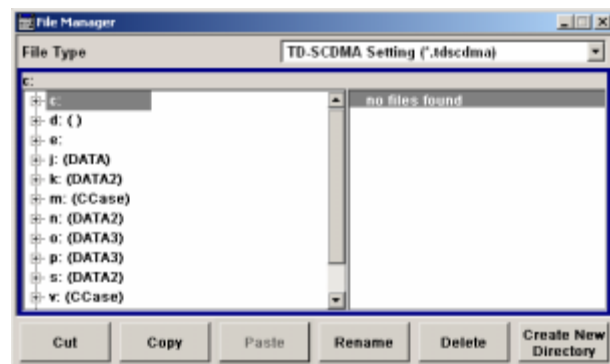 File Manager
File Type TD-SCDMA Setting (*.tdscdma)
c:
c: no files found
d: ( )
e:
j: (DATA)
k: (DATA2)
m: (CCase)
n: (DATA2)
o: (DATA3)
p: (DATA3)
s: (DATA2)
v: (CCase)
Cut Copy Paste Rename Delete Create New Directory